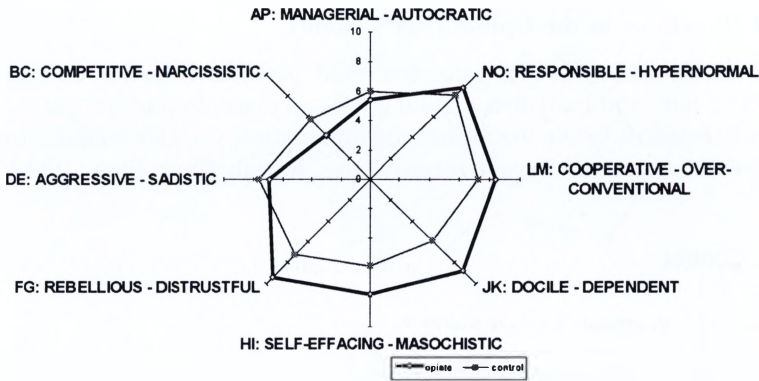 AP: MANAGERIAL - AUTOCRATIC
10
BC: COMPETITIVE - NARCISSISTIC
8
NO: RESPONSIBLE - HYPERNORMAL
6
4
2
DE: AGGRESSIVE - SADISTIC
0
LM: COOPERATIVE - OVER-
CONVENTIONAL
FG: REBELLIOUS - DISTRUSTFUL
JK: DOCILE - DEPENDENT
HI: SELF-EFFACING - MASOCHISTIC
opiate control